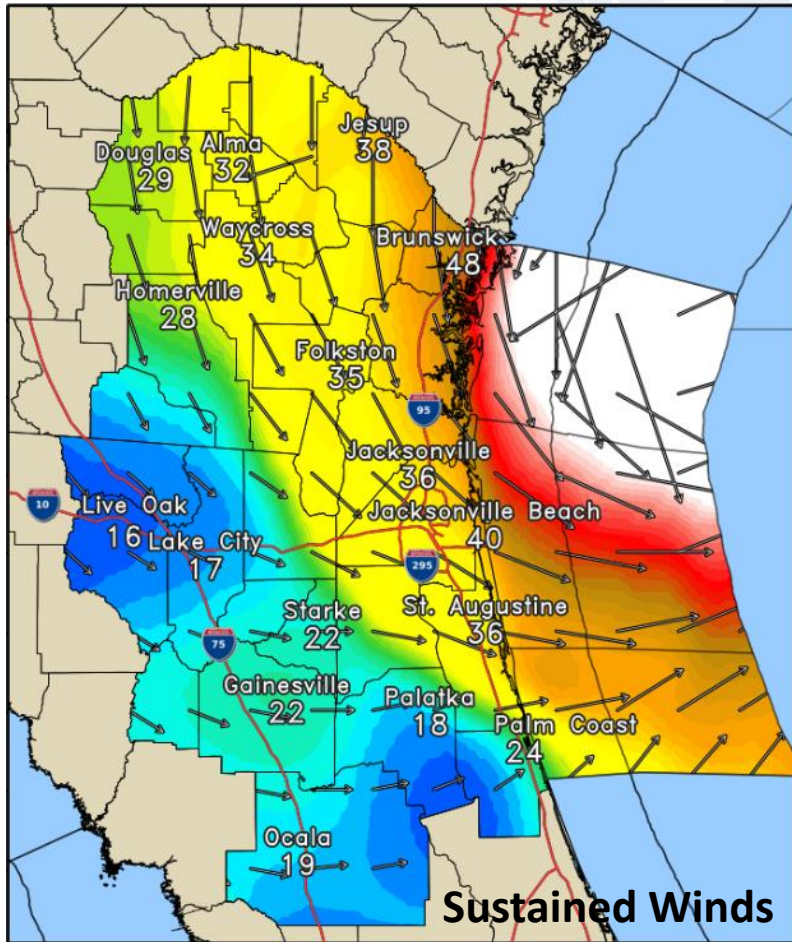 Jesup
38
Alma
32
Douglas
29
Waycross
34
Brunswick
48
Homerville
28
Folkston
35
95
Jacksonville
36
Live Oak
16
10
Jacksonville Beach
40
Lake City
17
295
St. Augustine
36
Starke
22
75
Gainesville
22
Palatka
18
Palm Coast
24
Ocala
19
Sustained Winds